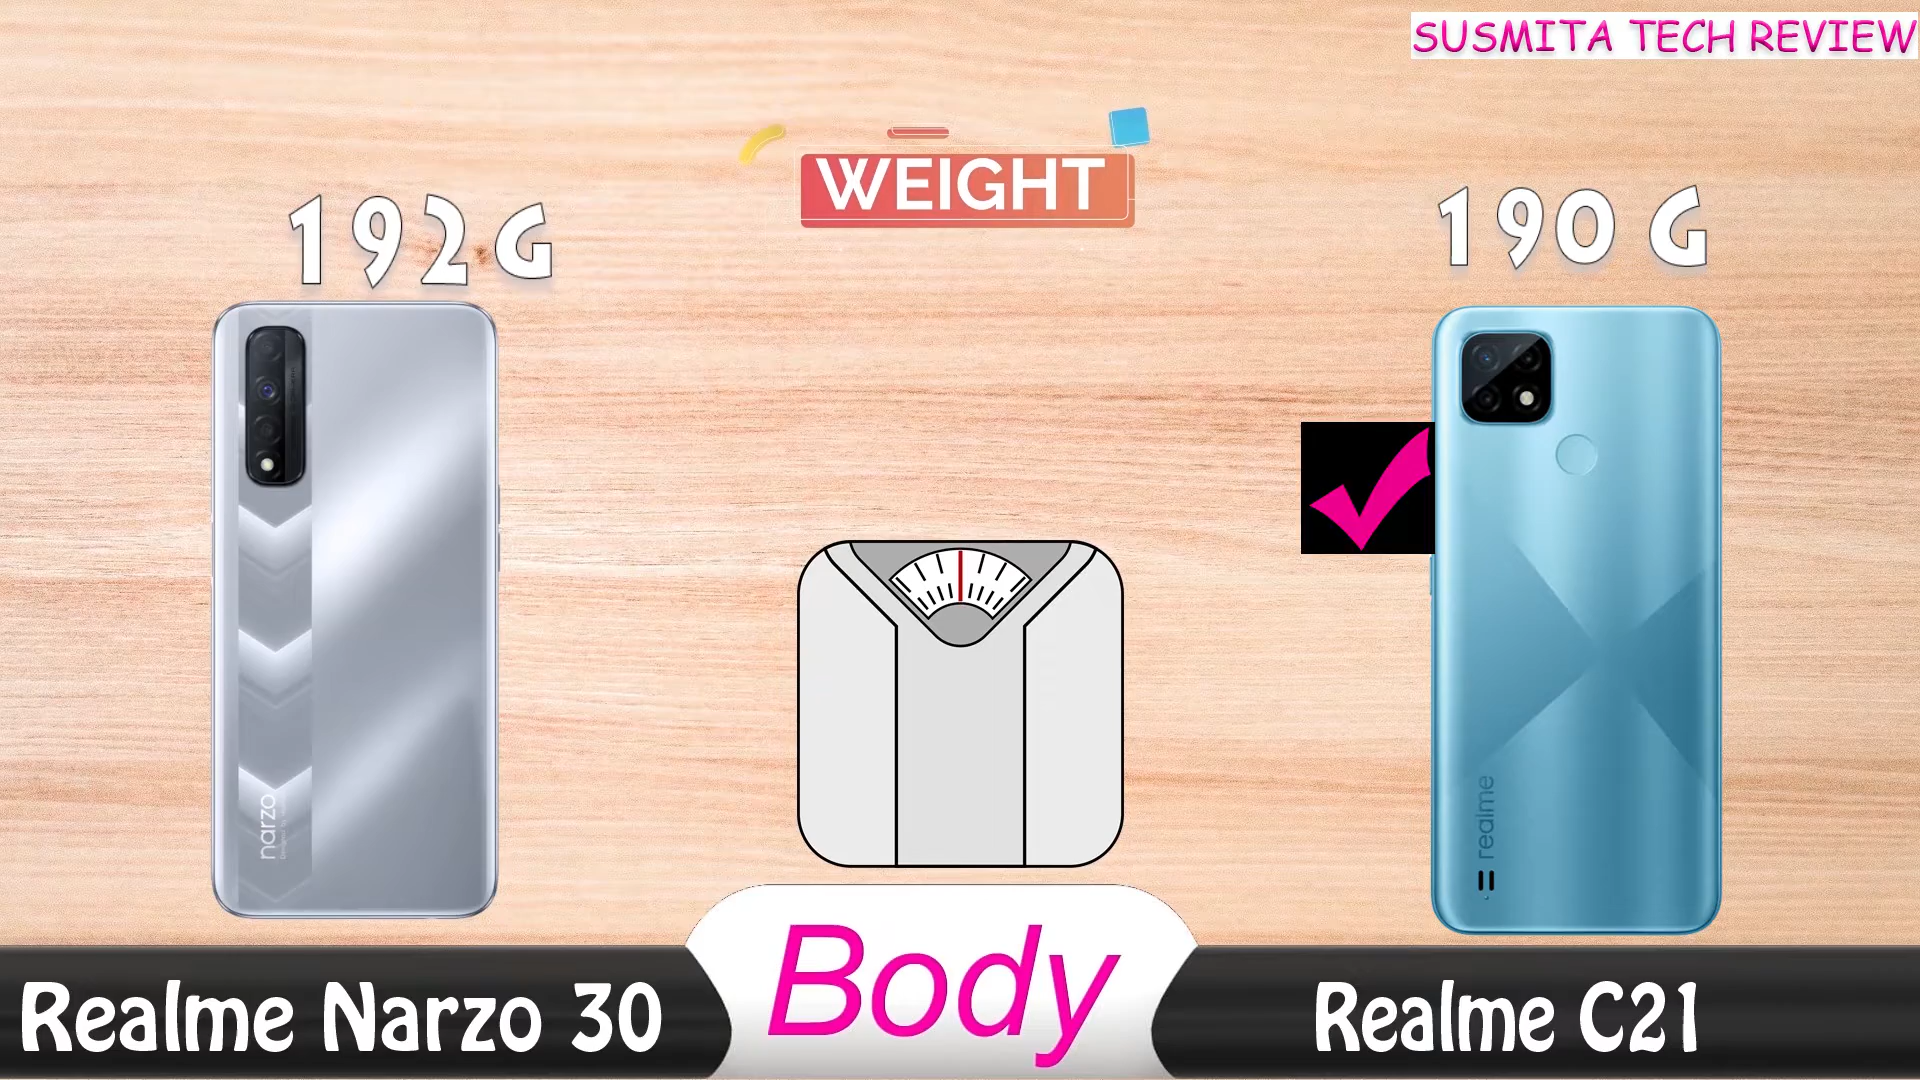 SUSMITA TECH REVIEW
WEIGHT
192G
190 G
narzo
realme
Body
Realme Narzo 30
Realme C21